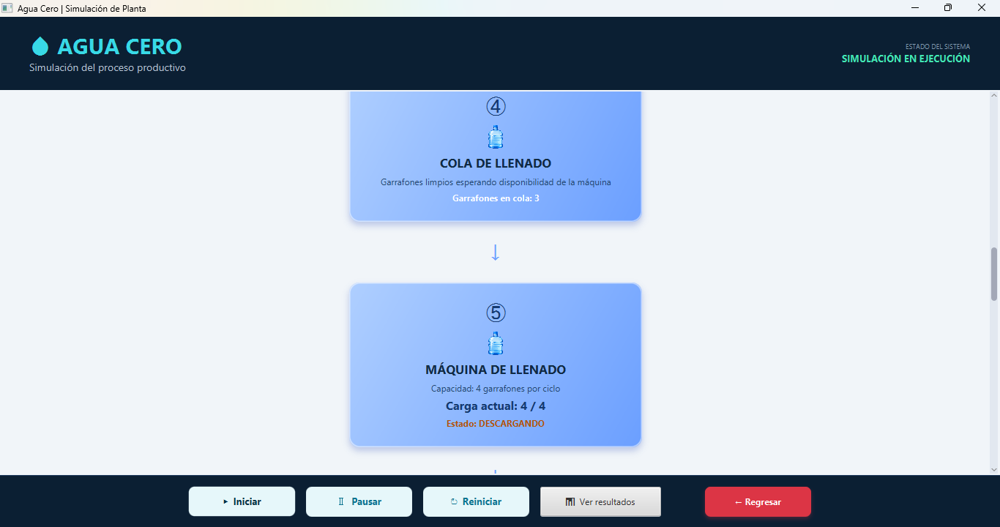 Agua Cero | Simulación de Planta
AGUA CERO
Simulación del proceso productivo
ESTADO DEL SISTEMA
SIMULACIÓN EN EJECUCIÓN
④
COLA DE LLENADO
Garrafones limpios esperando disponibilidad de la máquina
Garrafones en cola: 3
↓
⑤
MÁQUINA DE LLENADO
Capacidad: 4 garrafones por ciclo
Carga actual: 4 / 4
Estado: DESCARGANDO
Iniciar
Pausar
Reiniciar
Ver resultados
← Regresar